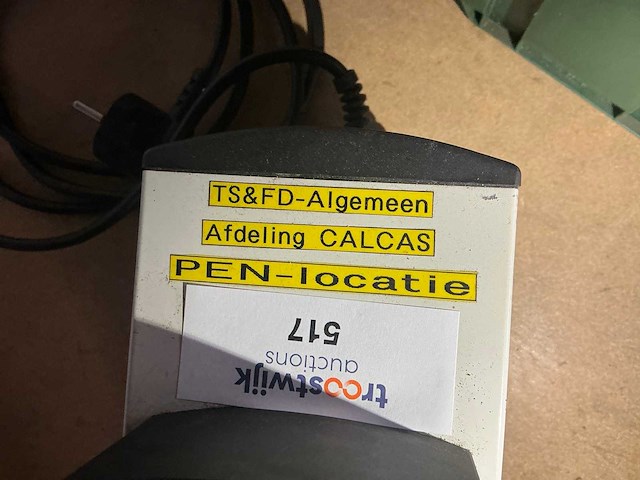 TS&FD-Algemeen
Afdeling CALCAS
PEN-locatie
troostwijk
auctions
517